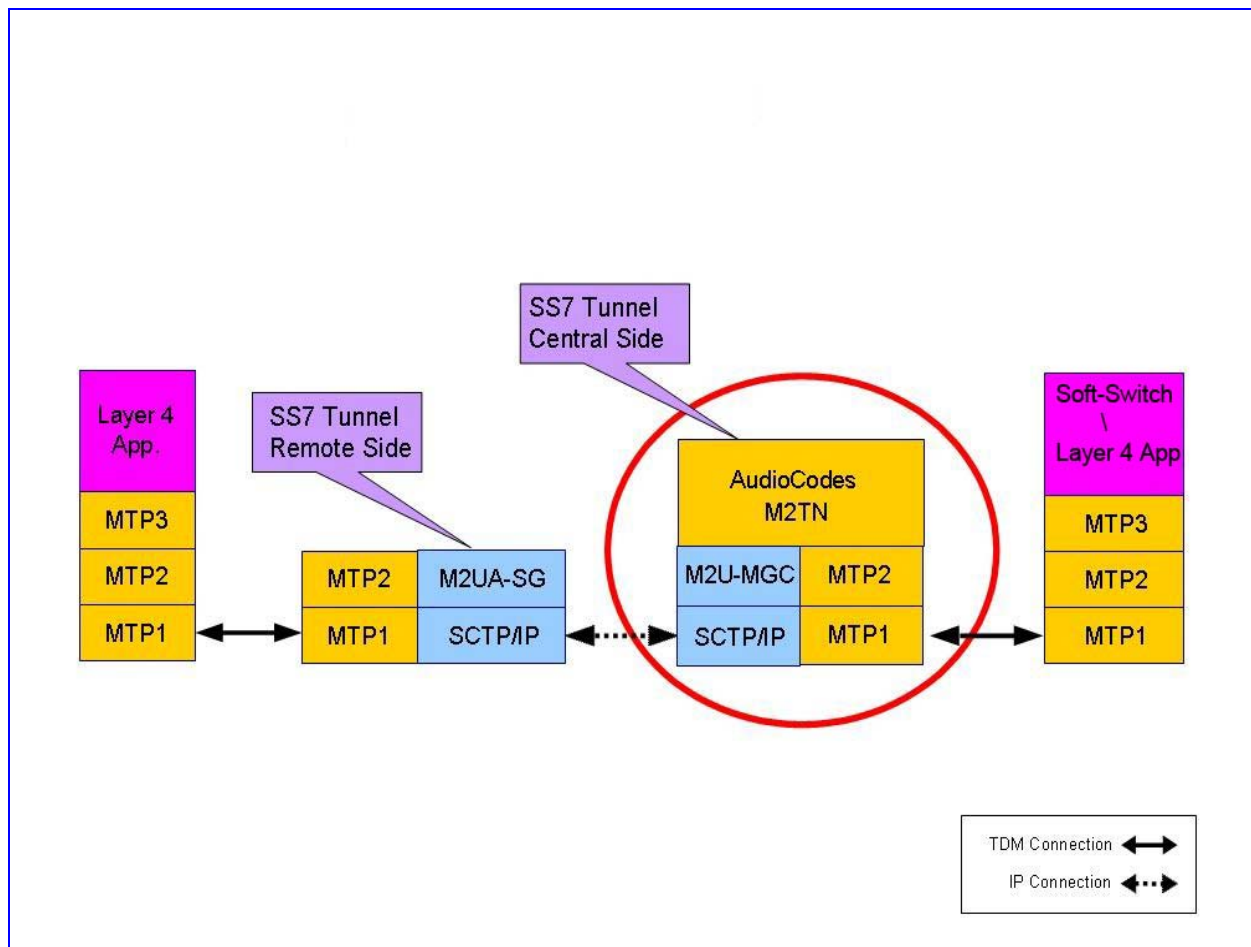 SS7 Tunnel
Central Side
SS7 Tunnel
Remote Side
Layer 4
App.
MTP3
MTP2
MTP1
MTP2
M2UA-SG
MTP1
SCTP/IP
AudioCodes
M2TN
M2U-MGC
MTP2
SCTP/IP
MTP1
Soft-Switch
\
Layer 4 App
MTP3
MTP2
MTP1
TDM Connection
IP Connection